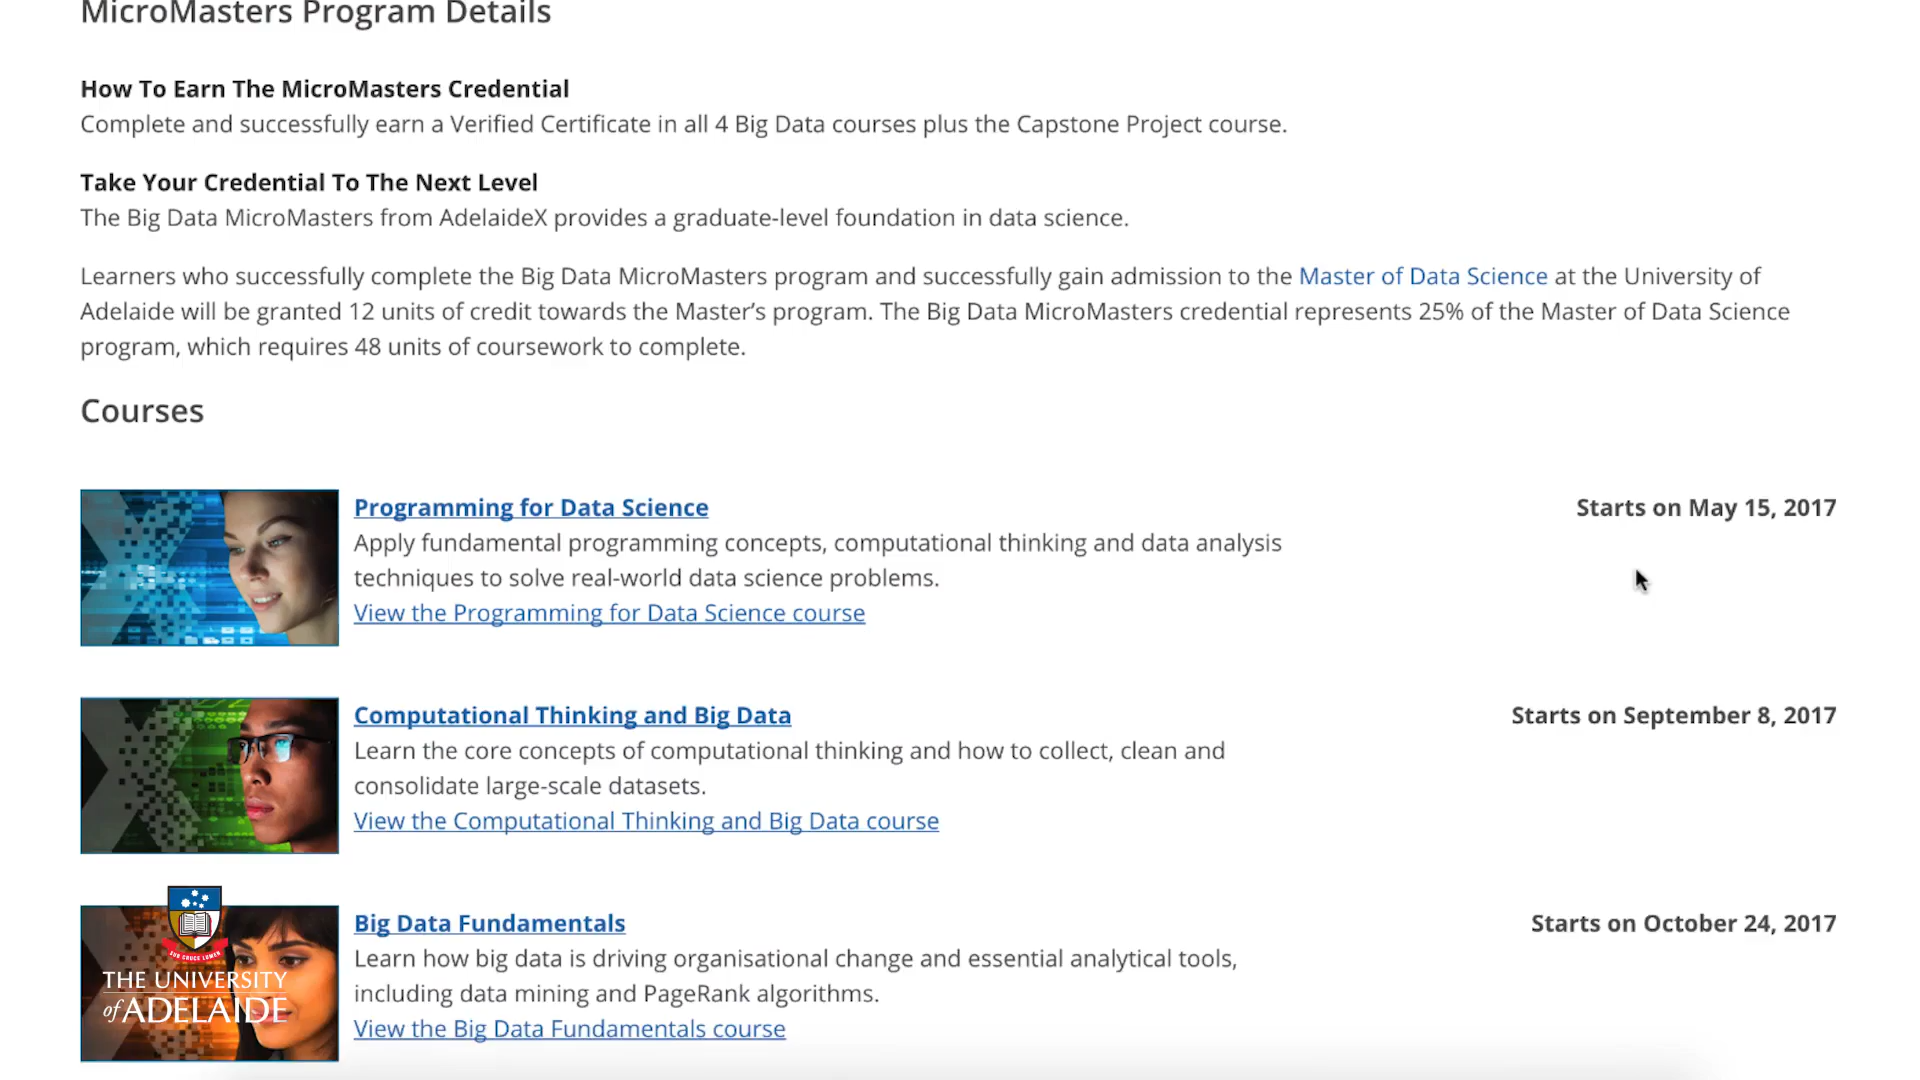 MicroMasters Program Details
How To Earn The MicroMasters Credential
Complete and successfully earn a Verified Certificate in all 4 Big Data courses plus the Capstone Project course.
Take Your Credential To The Next Level
The Big Data MicroMasters from AdelaideX provides a graduate-level foundation in data science.
Learners who successfully complete the Big Data MicroMasters program and successfully gain admission to the Master of Data Science at the University of
Adelaide will be granted 12 units of credit towards the Master’s program. The Big Data MicroMasters credential represents 25% of the Master of Data Science
program, which requires 48 units of coursework to complete.
Courses
Programming for Data Science
Starts on May 15, 2017
Apply fundamental programming concepts, computational thinking and data analysis
techniques to solve real-world data science problems.
View the Programming for Data Science course
Computational Thinking and Big Data
Starts on September 8, 2017
Learn the core concepts of computational thinking and how to collect, clean and
consolidate large-scale datasets.
View the Computational Thinking and Big Data course
Big Data Fundamentals
Starts on October 24, 2017
Learn how big data is driving organisational change and essential analytical tools,
including data mining and PageRank algorithms.
View the Big Data Fundamentals course
SUB CRUCE LUMEN
THE UNIVERSITY
of ADELAIDE